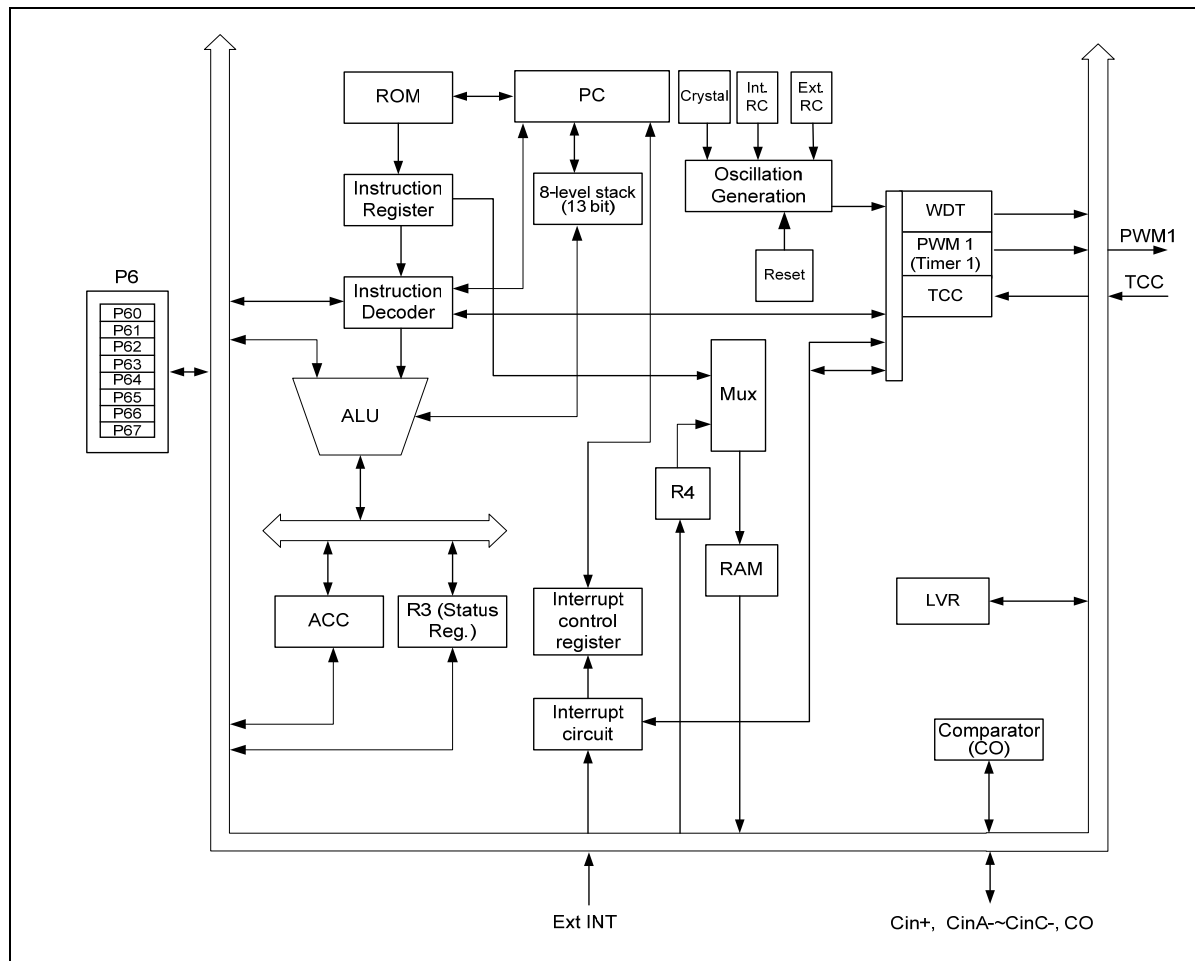 ROM
PC
Crystal
Int.
RC
Ext.
RC
Oscillation
Generation
Instruction
Register
8-level stack
(13 bit)
WDT
PWM 1
(Timer 1)
TCC
PWM1
TCC
Reset
P6
P60
P61
P62
P63
P64
P65
P66
P67
Instruction
Decoder
ALU
Mux
R4
RAM
ACC
R3 (Status
Reg.)
Interrupt
control
register
LVR
Interrupt
circuit
Comparator
(CO)
Ext INT
Cin+, CinA-~CinC-, CO